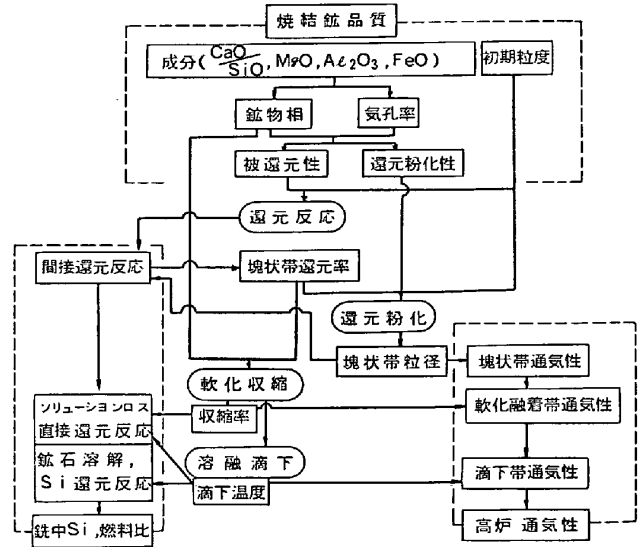 焼結鉱品質
成分(CaO/SiO, MgO, Aℓ2O3, FeO)
初期粒度
鉱物相
気孔率
被還元性
還元粉化性
還元反応
間接還元反応
塊状帯還元率
還元粉化
塊状帯粒径
塊状帯通気性
軟化収縮
ソリューションロス
直接還元反応
収縮率
軟化融着帯通気性
鉱石溶解,
Si還元反応
溶融滴下
滴下温度
滴下帯通気性
銑中Si, 燃料比
高炉通気性